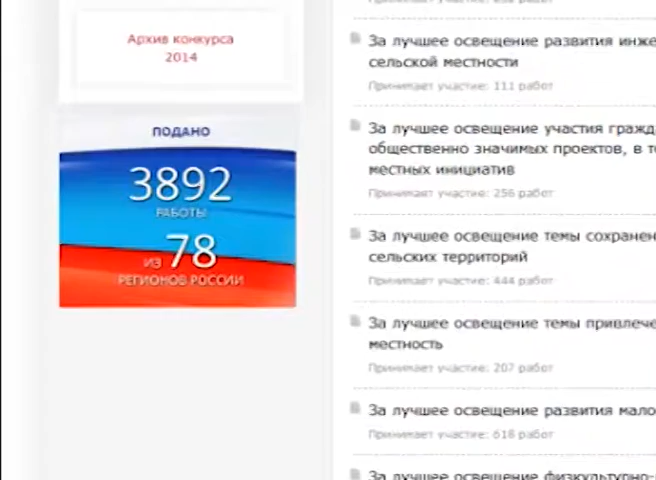 Архив конкурса
2014
ПОДАНО
3892
РАБОТЫ
ИЗ 78
РЕГИОНОВ РОССИИ
За лучшее освещение развития инже
сельской местности
Принимает участие: 111 работ
За лучшее освещение участия гражд
общественно значимых проектов, в т
местных инициатив
Принимает участие: 256 работ
За лучшее освещение темы сохранен
сельских территорий
Принимает участие: 444 работ
За лучшее освещение темы привлече
местность
Принимает участие: 207 работ
За лучшее освещение развития мало
Принимает участие: 618 работ
За лучшее освещение физкультурно-